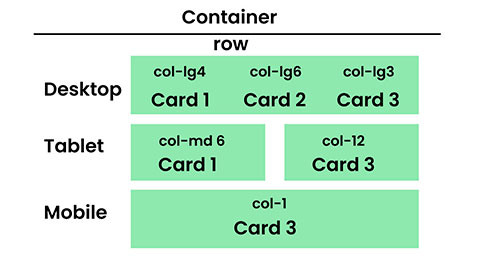 Container
row
Desktop
col-lg4 col-lg6 col-lg3
Card 1 Card 2 Card 3
Tablet
col-md 6 col-12
Card 1 Card 3
Mobile
col-1
Card 3